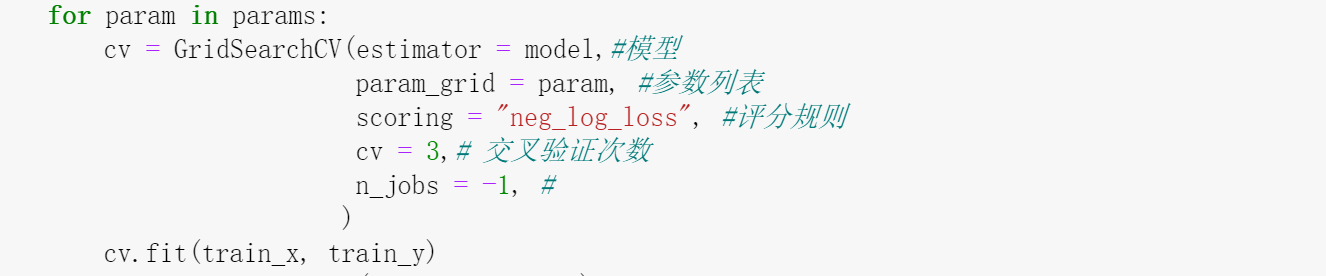 for param in params:
cv = GridSearchCV(estimator = model,#模型
param_grid = param, #参数列表
scoring = "neg_log_loss", #评分规则
cv = 3,# 交叉验证次数
n_jobs = -1, #
)
cv.fit(train_x, train_y)